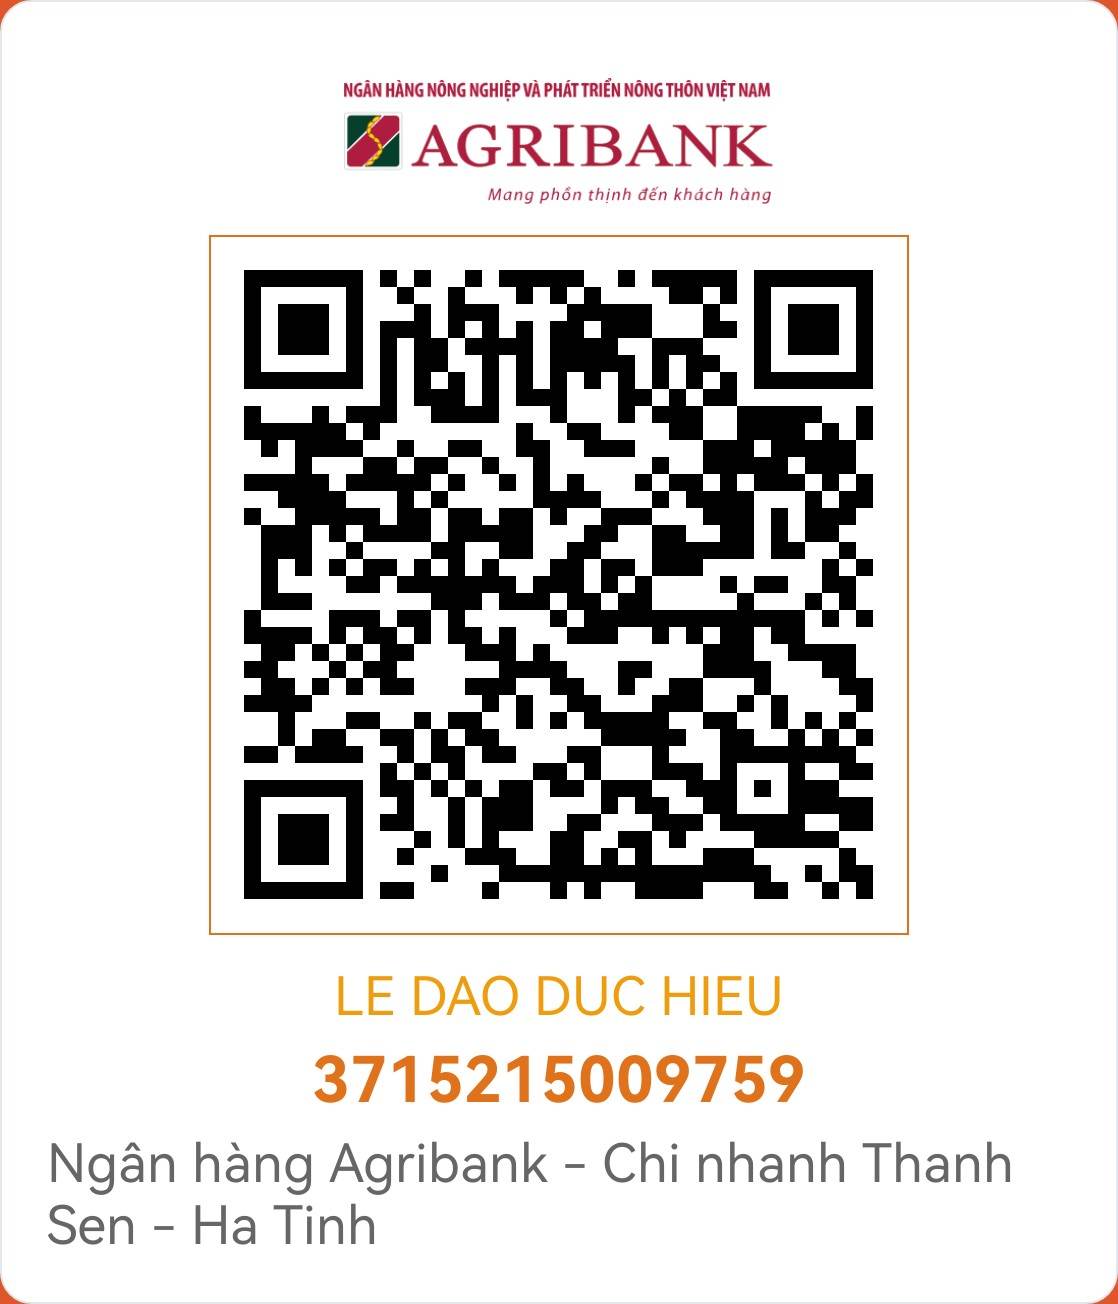 NGÂN HÀNG NÔNG NGHIỆP VÀ PHÁT TRIỂN NÔNG THÔN VIỆT NAM
AGRIBANK
Mang phồn thịnh đến khách hàng
LE DAO DUC HIEU
3715215009759
Ngân hàng Agribank - Chi nhanh Thanh
Sen - Ha Tinh